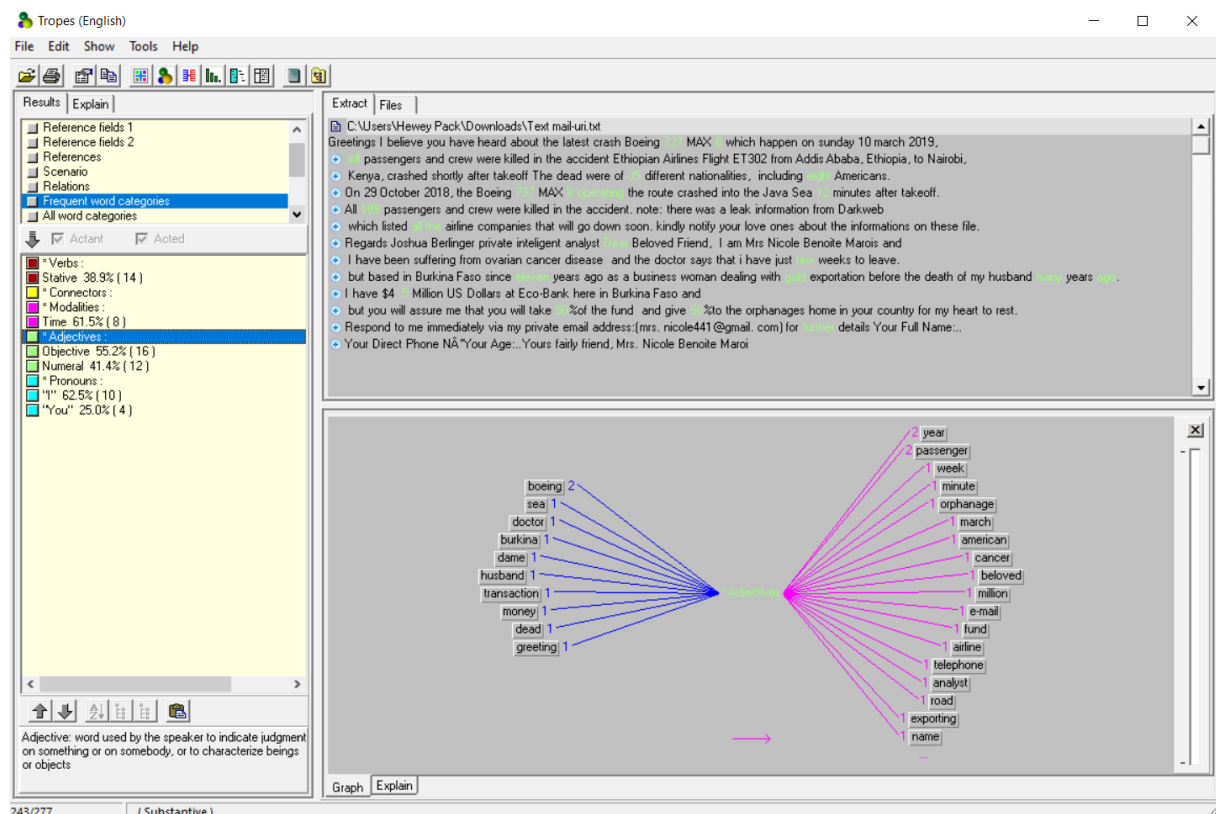 Tropes (English)
File Edit Show Tools Help
Results Explain
Reference fields 1
Reference fields 2
References
Scenario
Relations
Frequent word categories
All word categories
Actant Acted
* Verbs :
Stative 38.9% ( 14 )
* Connectors :
* Modalities :
Time 61.5% ( 8 )
* Adjectives :
Objective 55.2% ( 16 )
Numeral 41.4% ( 12 )
* Pronouns :
"I" 62.5% ( 10 )
"You" 25.0% ( 4 )
Adjective: word used by the speaker to indicate judgment
on something or on somebody, or to characterize beings
or objects
243/277 ( Substantive )
Extract Files
C:\Users\Hewey Pack\Downloads\Text mail-uri.txt
Greetings I believe you have heard about the latest crash Boeing 737 MAX 8 which happen on sunday 10 march 2019,
All passengers and crew were killed in the accident Ethiopian Airlines Flight ET302 from Addis Ababa, Ethiopia, to Nairobi,
Kenya, crashed shortly after takeoff The dead were of 35 different nationalities, including eight Americans.
On 29 October 2018, the Boeing 737 MAX 8 operating the route crashed into the Java Sea 12 minutes after takeoff.
All 189 passengers and crew were killed in the accident. note: there was a leak information from Darkweb
which listed all the airline companies that will go down soon. kindly notify your love ones about the informations on these file.
Regards Joshua Berlinger private inteligent analyst Dear Beloved Friend, I am Mrs Nicole Benoite Marois and
I have been suffering from ovarian cancer disease and the doctor says that i have just few weeks to leave.
but based in Burkina Faso since eleven years ago as a business woman dealing with gold exportation before the death of my husband many years ago.
I have $4 5 Million US Dollars at Eco-Bank here in Burkina Faso and
but you will assure me that you will take 50 %of the fund and give 50 %to the orphanages home in your country for my heart to rest.
Respond to me immediately via my private email address:(mrs. nicole441@gmail. com) for further details Your Full Name:..
Your Direct Phone NÂ°Your Age:..Yours fairly friend, Mrs. Nicole Benoite Maroi
boeing 2
sea 1
doctor 1
burkina 1
dame 1
husband 1
transaction 1
money 1
dead 1
greeting 1
* Adjectives
2 year
2 passenger
1 week
1 minute
1 orphanage
1 march
1 american
1 cancer
1 beloved
1 million
1 e-mail
1 fund
1 airline
1 telephone
1 analyst
1 road
1 exporting
1 name
...
Graph Explain